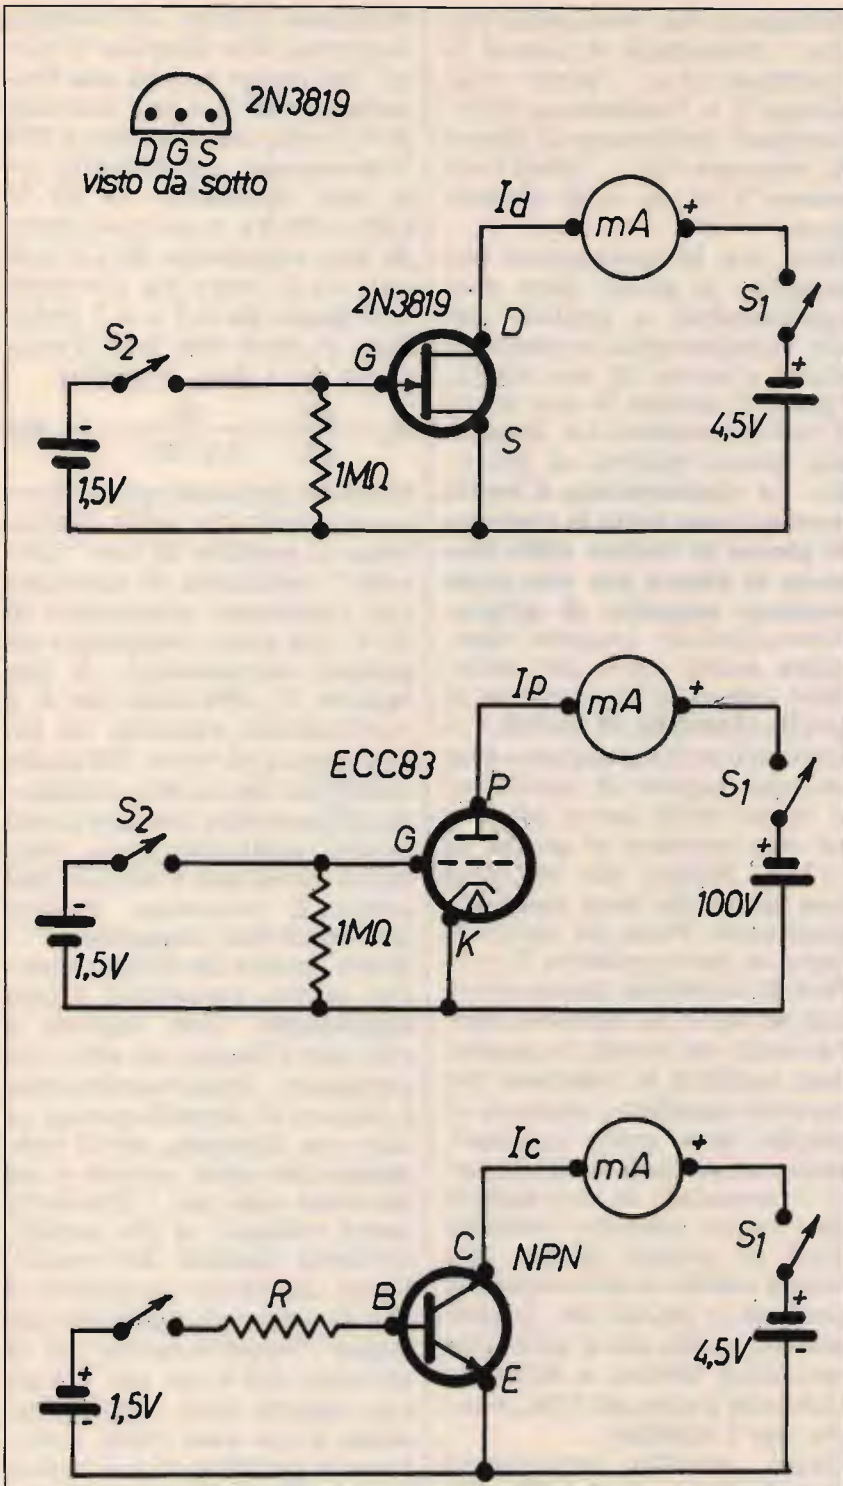 2N3819
D G S
visto da sotto
Id
mA
+
S1
+
4,5V
2N3819
D
G
S
S2
-
1,5V
1MΩ
Ip
mA
+
S1
+
100V
ECC83
P
G
K
S2
-
1,5V
1MΩ
Ic
mA
+
S1
+
4,5V
-
C
NPN
R
B
E
+
1,5V
-